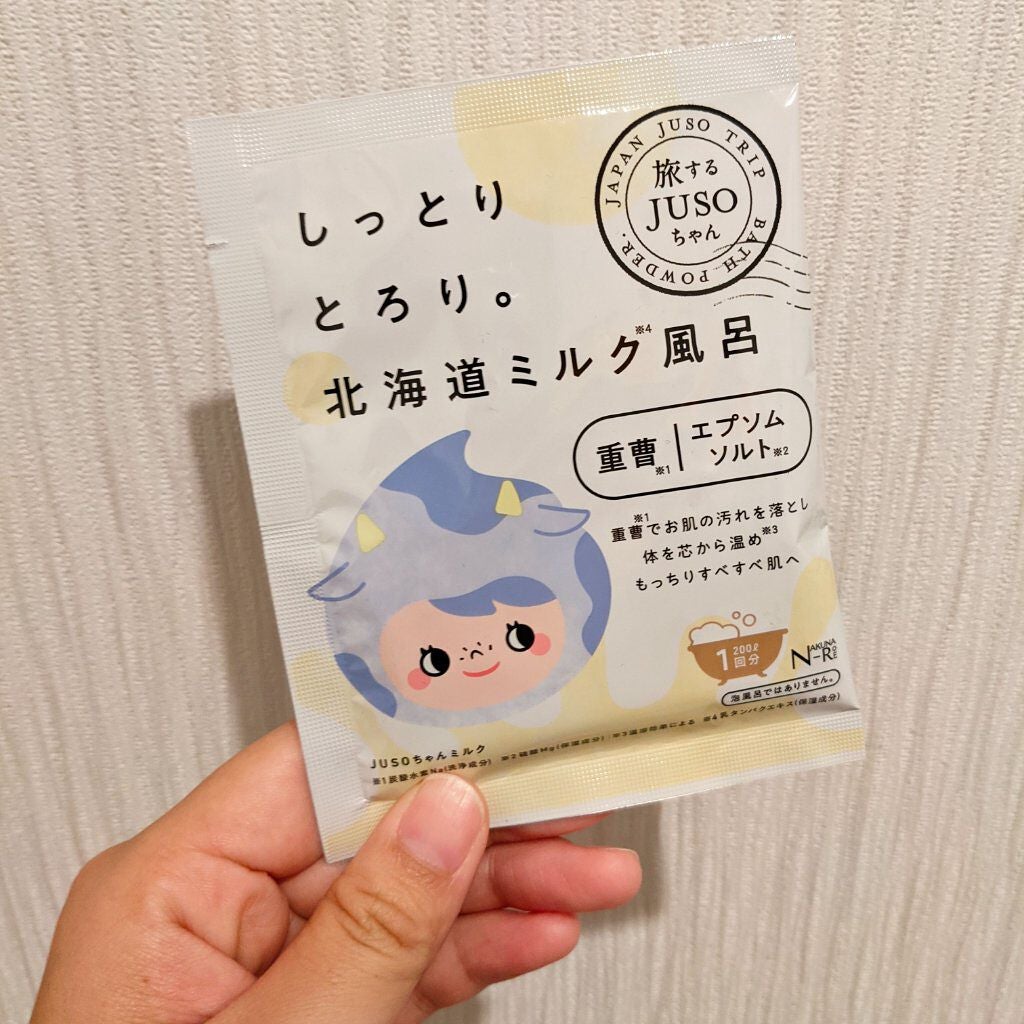 しっとり
とろり。
北海道ミルク※4風呂
JAPAN JUSO TRIP
BATH POWDER.
旅する
JUSO
ちゃん
重曹※1
エプソム
ソルト※2
重曹※1でお肌の汚れを落とし
体を芯から温め※3
もっちりすべすべ肌へ
1回分
200ℓ
NAKUNA-ROE
泡風呂ではありません。
JUSOちゃんミルク
※1炭酸水素Na(洗浄成分) ※2硫酸Mg(保湿成分) ※3温浴効果による ※4乳タンパクエキス(保湿成分)